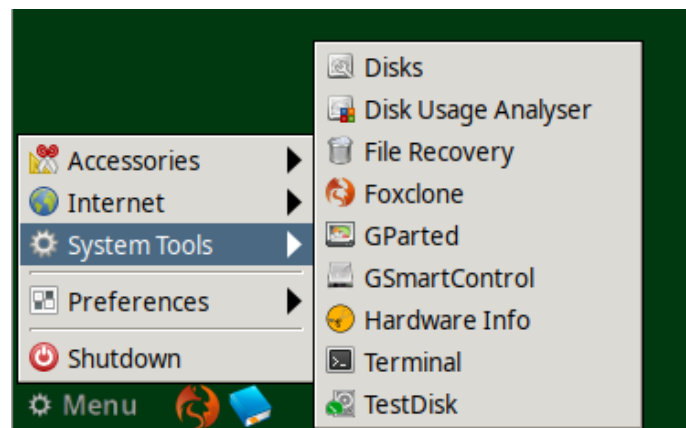 Accessories
Internet
System Tools
Preferences
Shutdown
Menu
Disks
Disk Usage Analyser
File Recovery
Foxclone
GParted
GSmartControl
Hardware Info
Terminal
TestDisk